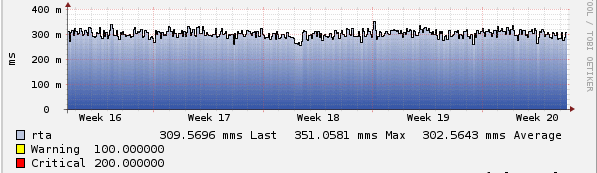 400 m
300 m
200 m
100 m
0
ms
Week 16 Week 17 Week 18 Week 19 Week 20
rta 309.5696 mms Last 351.0581 mms Max 302.5643 mms Average
Warning 100.000000
Critical 200.000000
TOOL / TOBI OETIKER